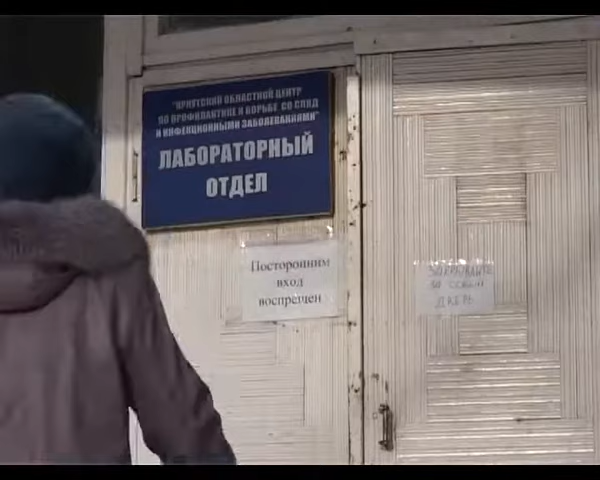 "ИРКУТСКИЙ ОБЛАСТНОЙ ЦЕНТР
ПО ПРОФИЛАКТИКЕ И БОРЬБЕ СО СПИД
И ИНФЕКЦИОННЫМИ ЗАБОЛЕВАНИЯМИ"
ЛАБОРАТОРНЫЙ
ОТДЕЛ
Посторонним
вход
воспрещен
ЗАКРЫВАЙТЕ
ЗА СОБОЙ
ДВЕРЬ